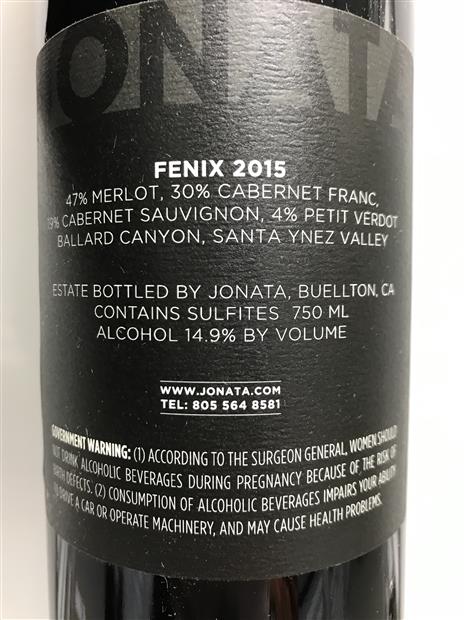 JONATA
FENIX 2015
47% MERLOT, 30% CABERNET FRANC,
19% CABERNET SAUVIGNON, 4% PETIT VERDOT
BALLARD CANYON, SANTA YNEZ VALLEY
ESTATE BOTTLED BY JONATA, BUELLTON, CA
CONTAINS SULFITES 750 ML
ALCOHOL 14.9% BY VOLUME
WWW.JONATA.COM
TEL: 805 564 8581
GOVERNMENT WARNING: (1) ACCORDING TO THE SURGEON GENERAL, WOMEN SHOULD
NOT DRINK ALCOHOLIC BEVERAGES DURING PREGNANCY BECAUSE OF THE RISK OF
BIRTH DEFECTS. (2) CONSUMPTION OF ALCOHOLIC BEVERAGES IMPAIRS YOUR ABILITY
TO DRIVE A CAR OR OPERATE MACHINERY, AND MAY CAUSE HEALTH PROBLEMS.